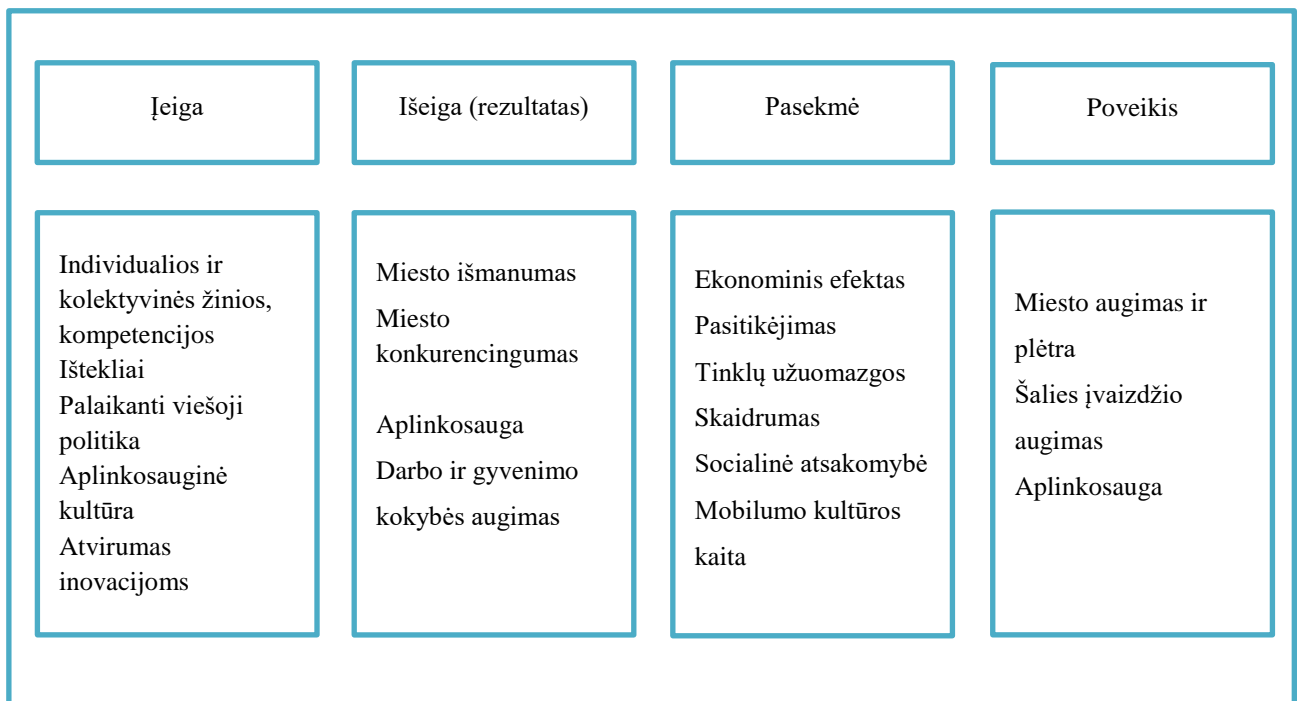 Įeiga
Išeiga (rezultatas)
Pasekmė
Poveikis
Individualios ir
kolektyvinės žinios,
kompetencijos
Ištekliai
Palaikanti viešoji
politika
Aplinkosauginė
kultūra
Atvirumas
inovacijoms
Miesto išmanumas
Miesto
konkurencingumas
Aplinkosauga
Darbo ir gyvenimo
kokybės augimas
Ekonominis efektas
Pasitikėjimas
Tinklų užuomazgos
Skaidrumas
Socialinė atsakomybė
Mobilumo kultūros
kaita
Miesto augimas ir
plėtra
Šalies įvaizdžio
augimas
Aplinkosauga